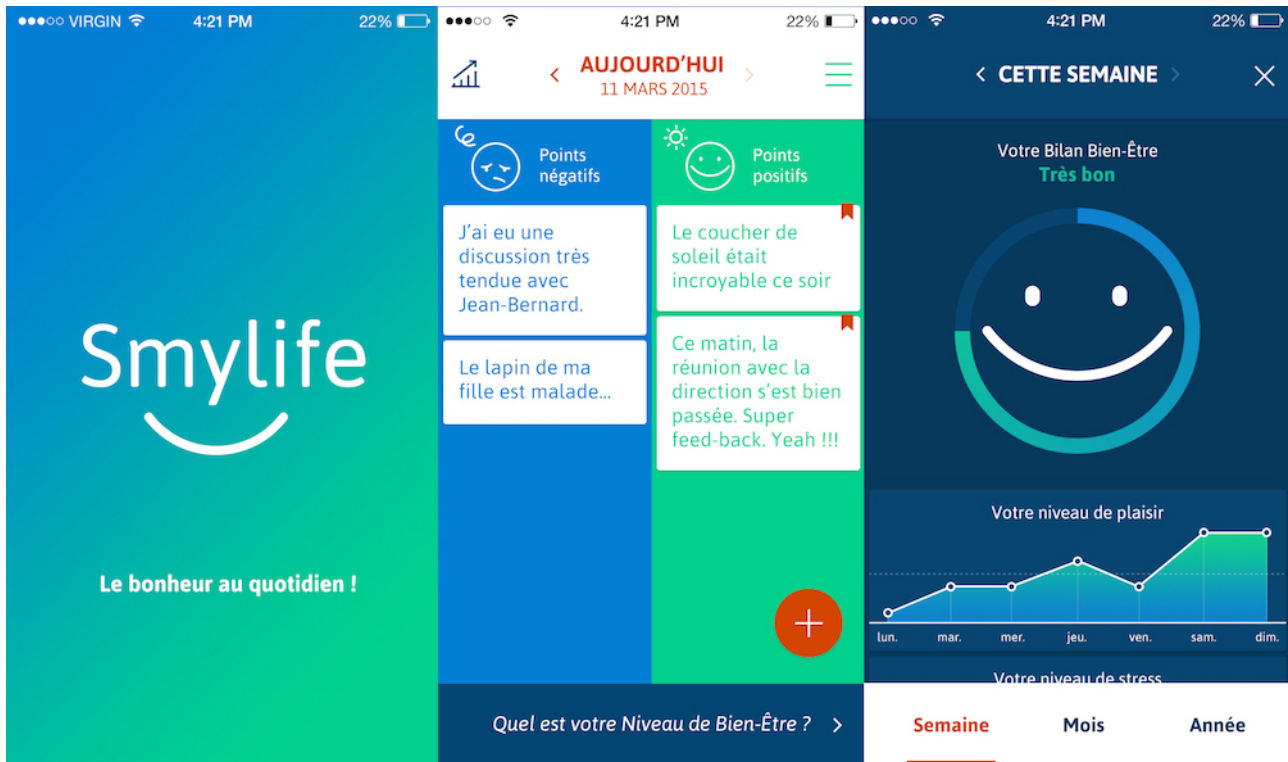 VIRGIN 4:21 PM 22%
Smylife
Le bonheur au quotidien !
4:21 PM 22%
AUJOURD'HUI
11 MARS 2015
Points
négatifs
J'ai eu une
discussion très
tendue avec
Jean-Bernard.
Le lapin de ma
fille est malade...
Points
positifs
Le coucher de
soleil était
incroyable ce soir
Ce matin, la
réunion avec la
direction s'est bien
passée. Super
feed-back. Yeah !!!
Quel est votre Niveau de Bien-Être ?
4:21 PM 22%
CETTE SEMAINE
Votre Bilan Bien-Être
Très bon
Votre niveau de plaisir
lun. mar. mer. jeu. ven. sam. dim.
Votre niveau de stress
Semaine Mois Année